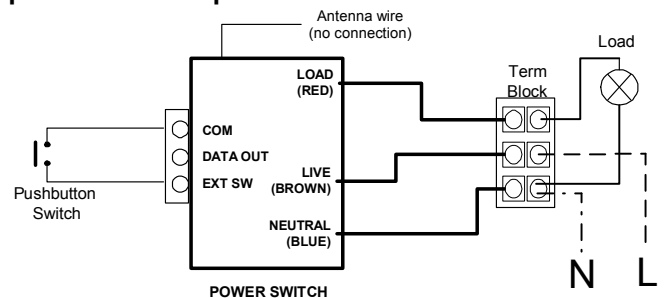 Antenna wire
(no connection)
LOAD
(RED)
Term
Block
Load
COM
DATA OUT
EXT SW
LIVE
(BROWN)
Pushbutton
Switch
NEUTRAL
(BLUE)
N
L
POWER SWITCH